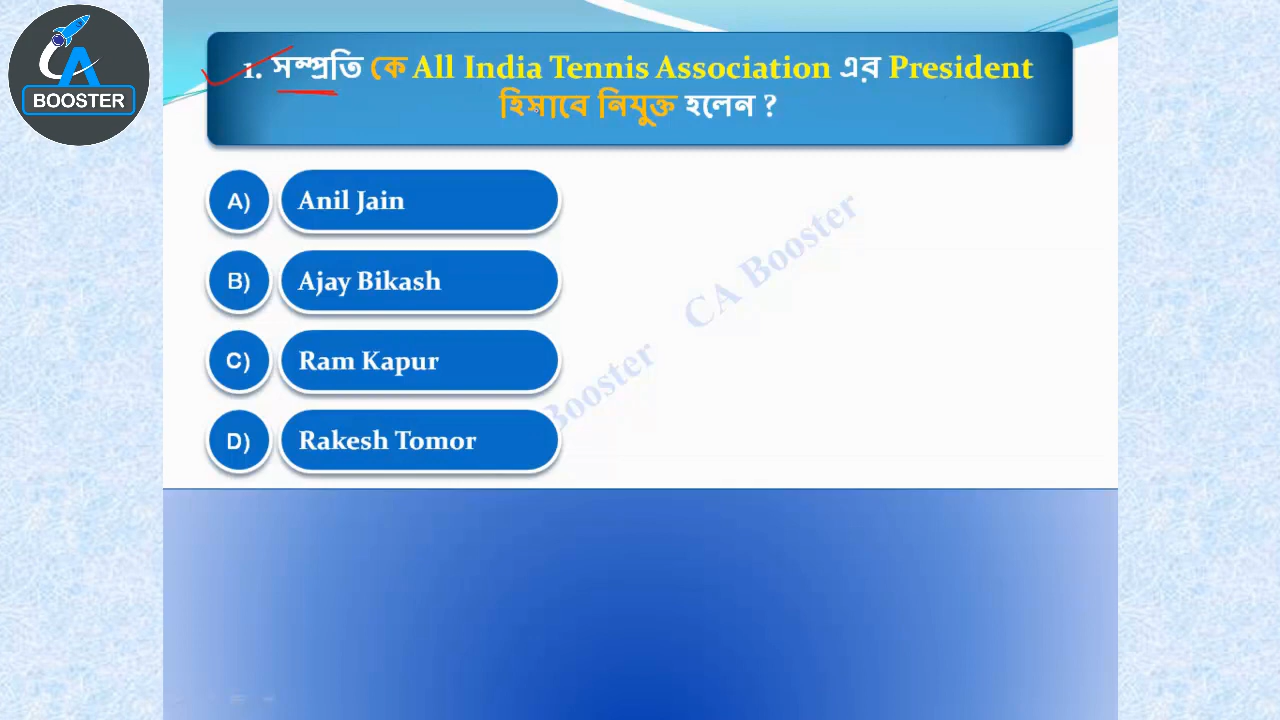 CA
BOOSTER
1. সম্প্রতি কে All India Tennis Association এর President
হিসাবে নিযুক্ত হলেন ?
A) Anil Jain
B) Ajay Bikash
C) Ram Kapur
D) Rakesh Tomor
CA Booster
Booster